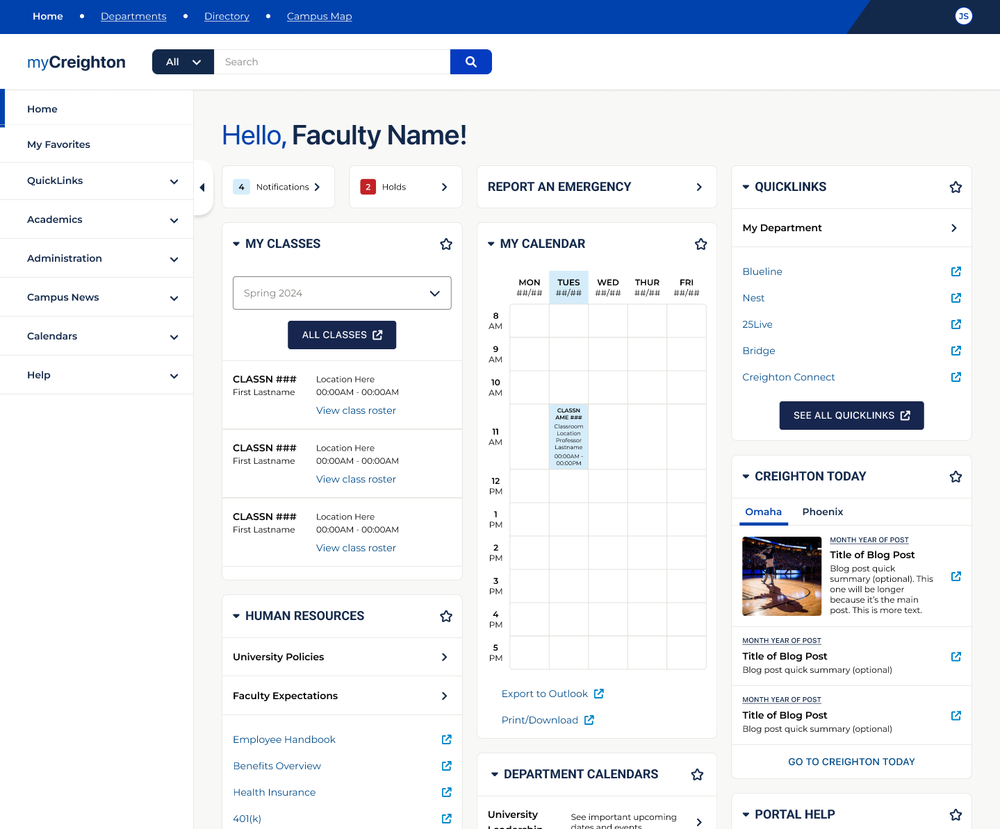 Home
Departments
Directory
Campus Map
JS
myCreighton
All
Search
Home
My Favorites
QuickLinks
Academics
Administration
Campus News
Calendars
Help
Hello, Faculty Name!
4 Notifications
2 Holds
REPORT AN EMERGENCY
MY CLASSES
Spring 2024
ALL CLASSES
CLASSN ###
First Lastname
Location Here
00:00AM - 00:00AM
View class roster
CLASSN ###
First Lastname
Location Here
00:00AM - 00:00AM
View class roster
CLASSN ###
First Lastname
Location Here
00:00AM - 00:00AM
View class roster
HUMAN RESOURCES
University Policies
Faculty Expectations
Employee Handbook
Benefits Overview
Health Insurance
401(k)
MY CALENDAR
MON TUES WED THUR FRI
##/## ##/## ##/## ##/## ##/##
8
AM
9
AM
10
AM
11
AM
CLASSN
AME ###
Classroom
Location
Professor
Lastname
00:00AM -
00:00PM
12
PM
1
PM
2
PM
3
PM
4
PM
5
PM
Export to Outlook
Print/Download
DEPARTMENT CALENDARS
University
Leadership
See important upcoming
dates and events
QUICKLINKS
My Department
Blueline
Nest
25Live
Bridge
Creighton Connect
SEE ALL QUICKLINKS
CREIGHTON TODAY
Omaha
Phoenix
MONTH YEAR OF POST
Title of Blog Post
Blog post quick
summary (optional). This
one will be longer
because it's the main
post. This is more text.
MONTH YEAR OF POST
Title of Blog Post
Blog post quick summary (optional)
MONTH YEAR OF POST
Title of Blog Post
Blog post quick summary (optional)
GO TO CREIGHTON TODAY
PORTAL HELP